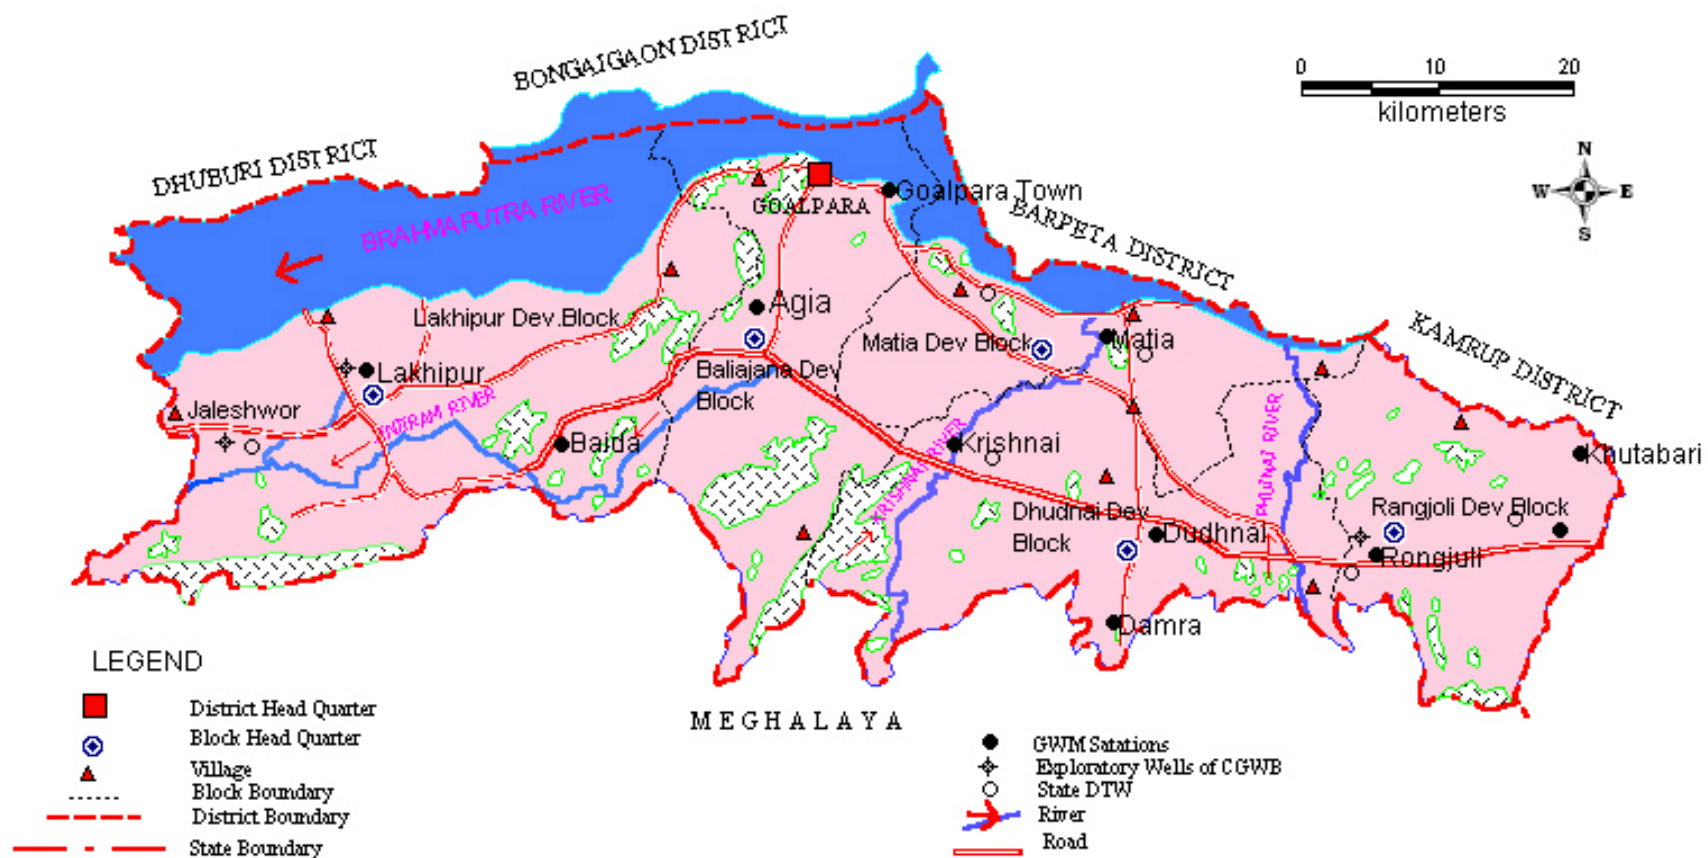 BONGAIGAON DISTRICT
0 10 20
kilometers
DHUBURI DISTRICT
N
W E
S
BRAHMAPUTRA RIVER
Goalpara Town
GOALPARA
BARPETA DISTRICT
Agia
Lakhipur Dev.Block
Matia Dev Block
Matia
KAMRUP DISTRICT
Lakhipur
Baliajana Dev
Block
Jaleshwor
JINJIRAM RIVER
Baida
KRISHNAI RIVER
Krishnai
Khutabari
Rangjoli Dev Block
Dhudnai Dev
Block
Dudhnai
Rongjuli
Damra
MEGHALAYA
LEGEND
District Head Quarter
Block Head Quarter
Village
Block Boundary
District Boundary
State Boundary
GWM Satations
Exploratory Wells of CGWB
State DTW
River
Road